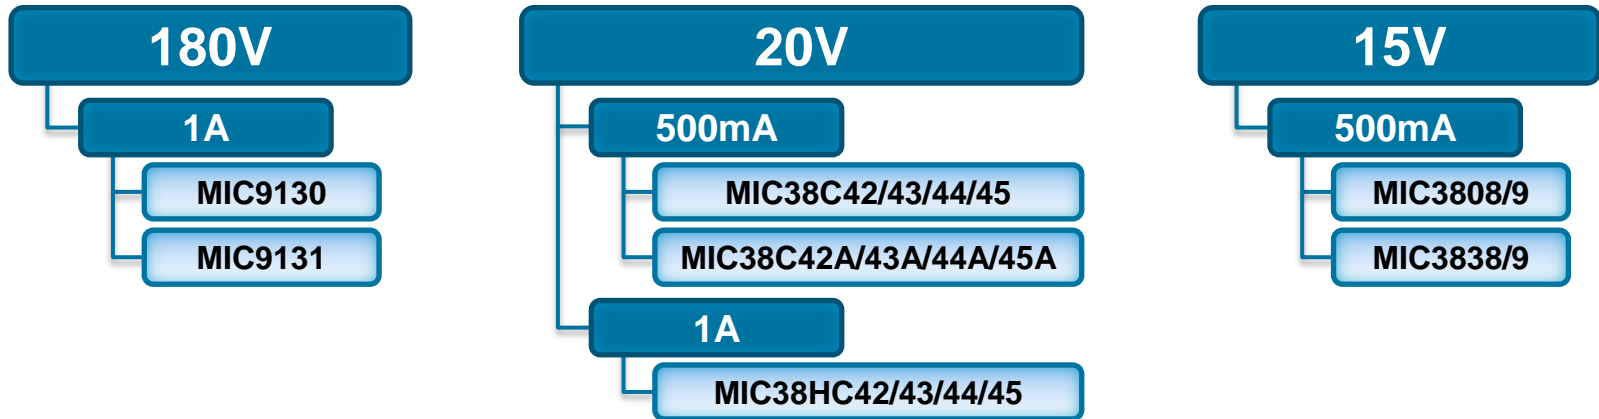 180V
1A
MIC9130
MIC9131
20V
500mA
MIC38C42/43/44/45
MIC38C42A/43A/44A/45A
1A
MIC38HC42/43/44/45
15V
500mA
MIC3808/9
MIC3838/9